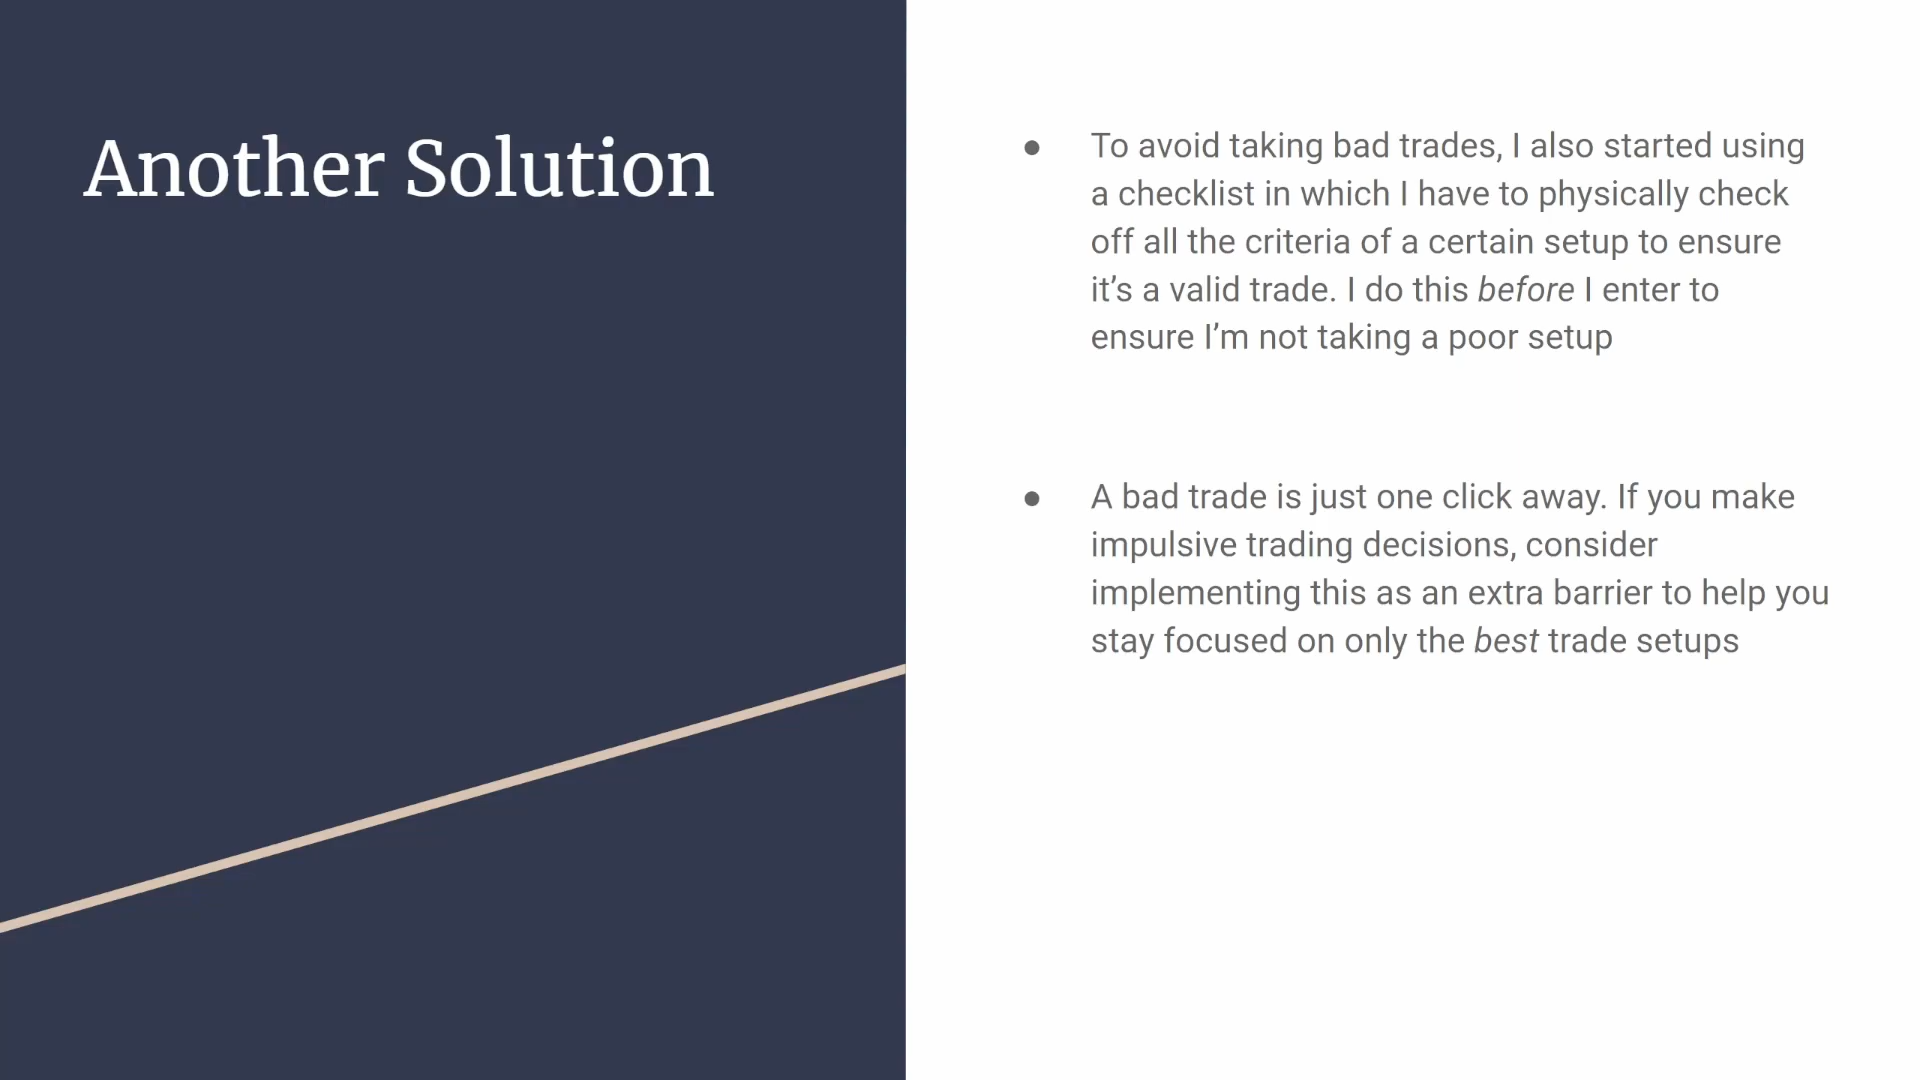 Another Solution
● To avoid taking bad trades, I also started using
a checklist in which I have to physically check
off all the criteria of a certain setup to ensure
it’s a valid trade. I do this before I enter to
ensure I’m not taking a poor setup
● A bad trade is just one click away. If you make
impulsive trading decisions, consider
implementing this as an extra barrier to help you
stay focused on only the best trade setups